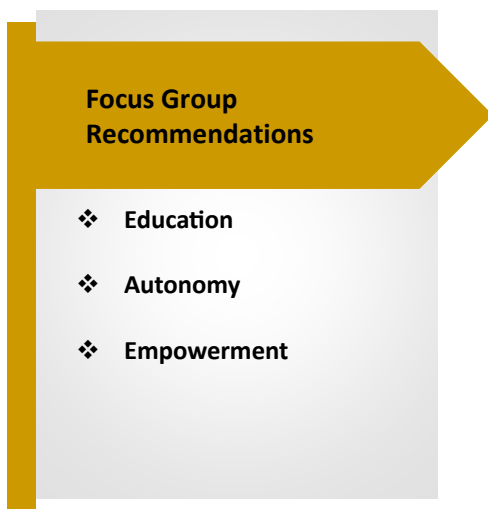 Focus Group
Recommendations
❖ Education
❖ Autonomy
❖ Empowerment